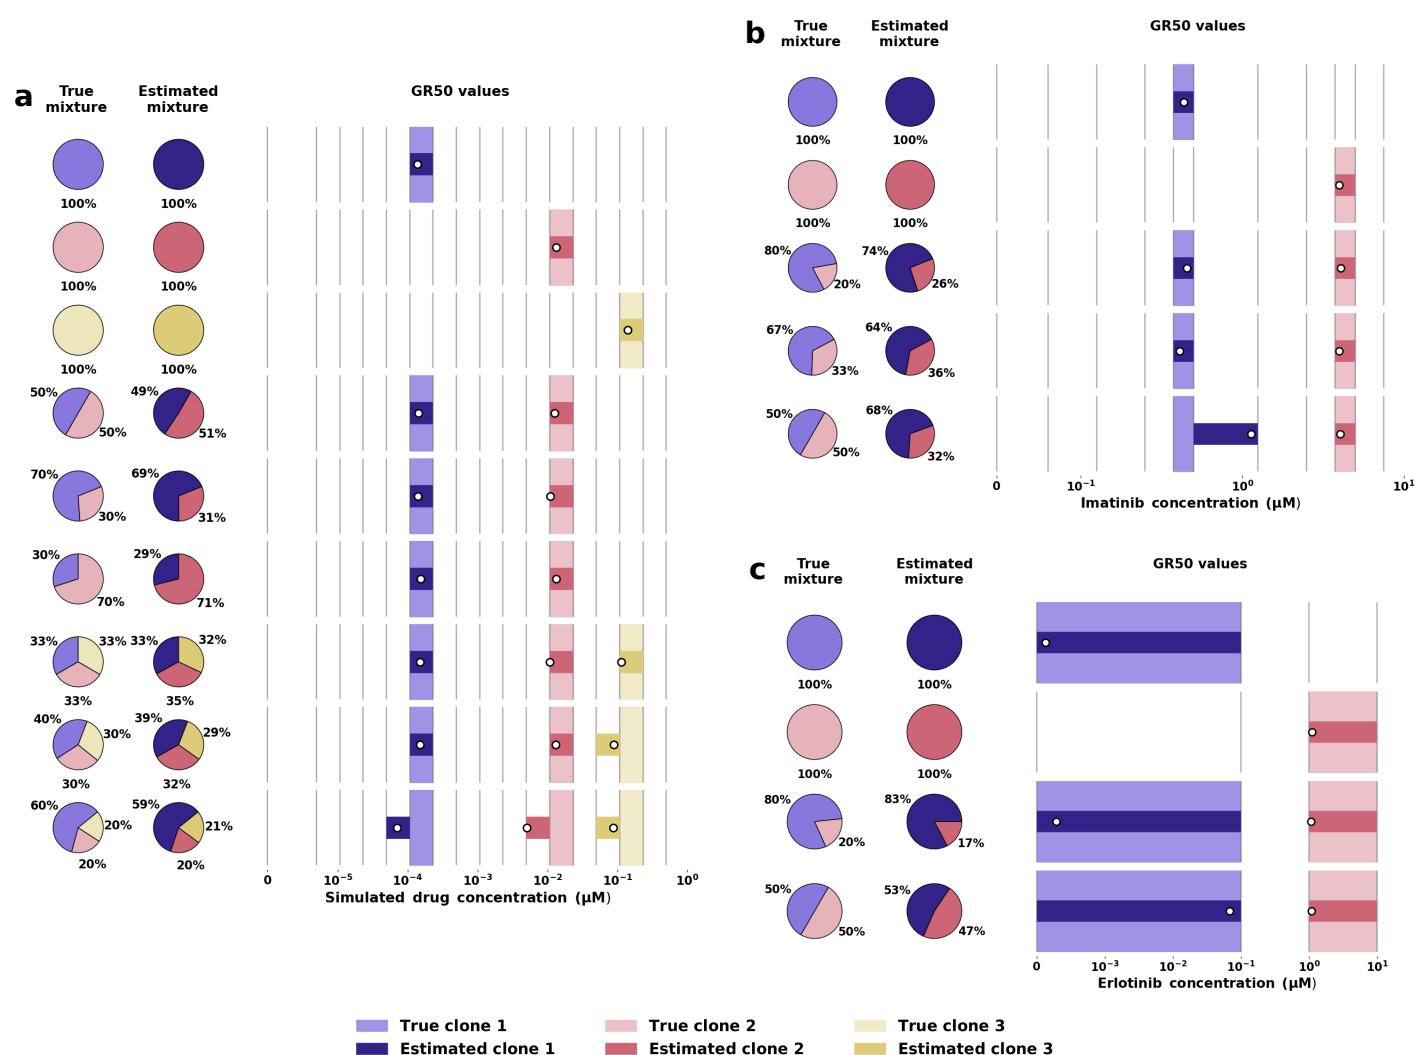 a
True mixture
Estimated mixture
GR50 values
100% 100%
100% 100%
100% 100%
50% 50% 49% 51%
70% 30% 69% 31%
30% 70% 29% 71%
33% 33% 33% 33% 32% 35%
40% 30% 30% 39% 29% 32%
60% 20% 20% 59% 21% 20%
0 10⁻⁵ 10⁻⁴ 10⁻³ 10⁻² 10⁻¹ 10⁰
Simulated drug concentration (µM)
b
True mixture
Estimated mixture
GR50 values
100% 100%
100% 100%
80% 20% 74% 26%
67% 33% 64% 36%
50% 50% 68% 32%
0 10⁻¹ 10⁰ 10¹
Imatinib concentration (µM)
c
True mixture
Estimated mixture
GR50 values
100% 100%
100% 100%
80% 20% 83% 17%
50% 50% 53% 47%
0 10⁻³ 10⁻² 10⁻¹ 10⁰ 10¹
Erlotinib concentration (µM)
True clone 1 True clone 2 True clone 3
Estimated clone 1 Estimated clone 2 Estimated clone 3